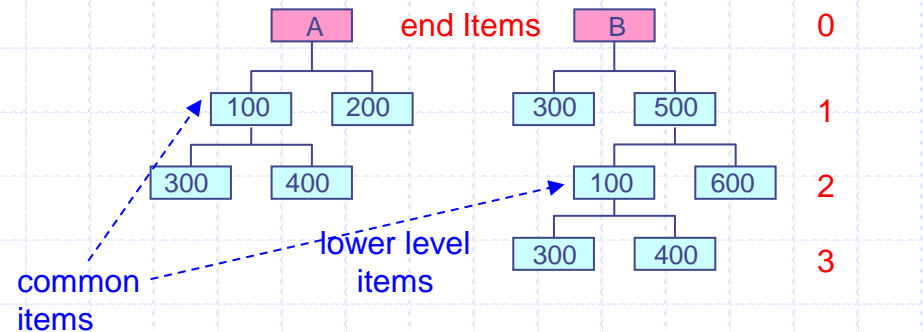 A end Items B 0
100 200 300 500 1
300 400 100 600 2
lower level
items
300 400 3
common
items